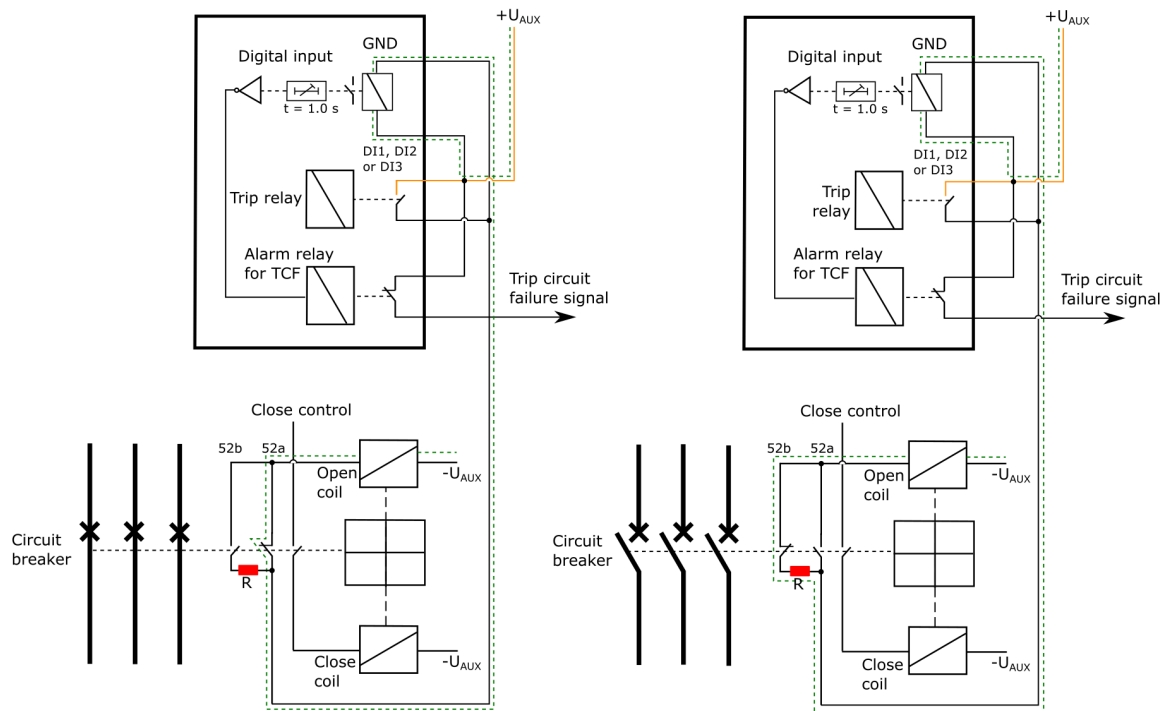 +UAUX
GND
Digital input
t = 1.0 s
DI1, DI2
or DI3
Trip relay
Alarm relay
for TCF
Trip circuit
failure signal
Close control
52b
52a
Open
coil
-UAUX
Circuit
breaker
R
Close
coil
-UAUX
+UAUX
GND
Digital input
t = 1.0 s
DI1, DI2
or DI3
Trip
relay
Alarm relay
for TCF
Trip circuit
failure signal
Close control
52b
52a
Open
coil
-UAUX
Circuit
breaker
R
Close
coil
-UAUX